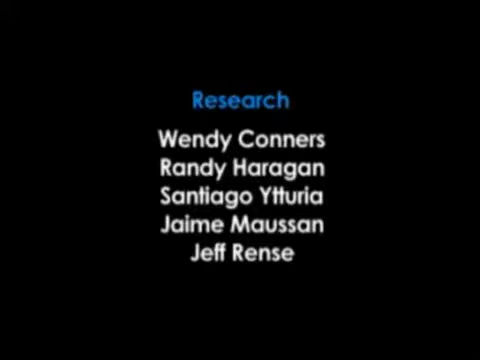 Research
Wendy Conners
Randy Haragan
Santiago Ytturia
Jaime Maussan
Jeff Rense